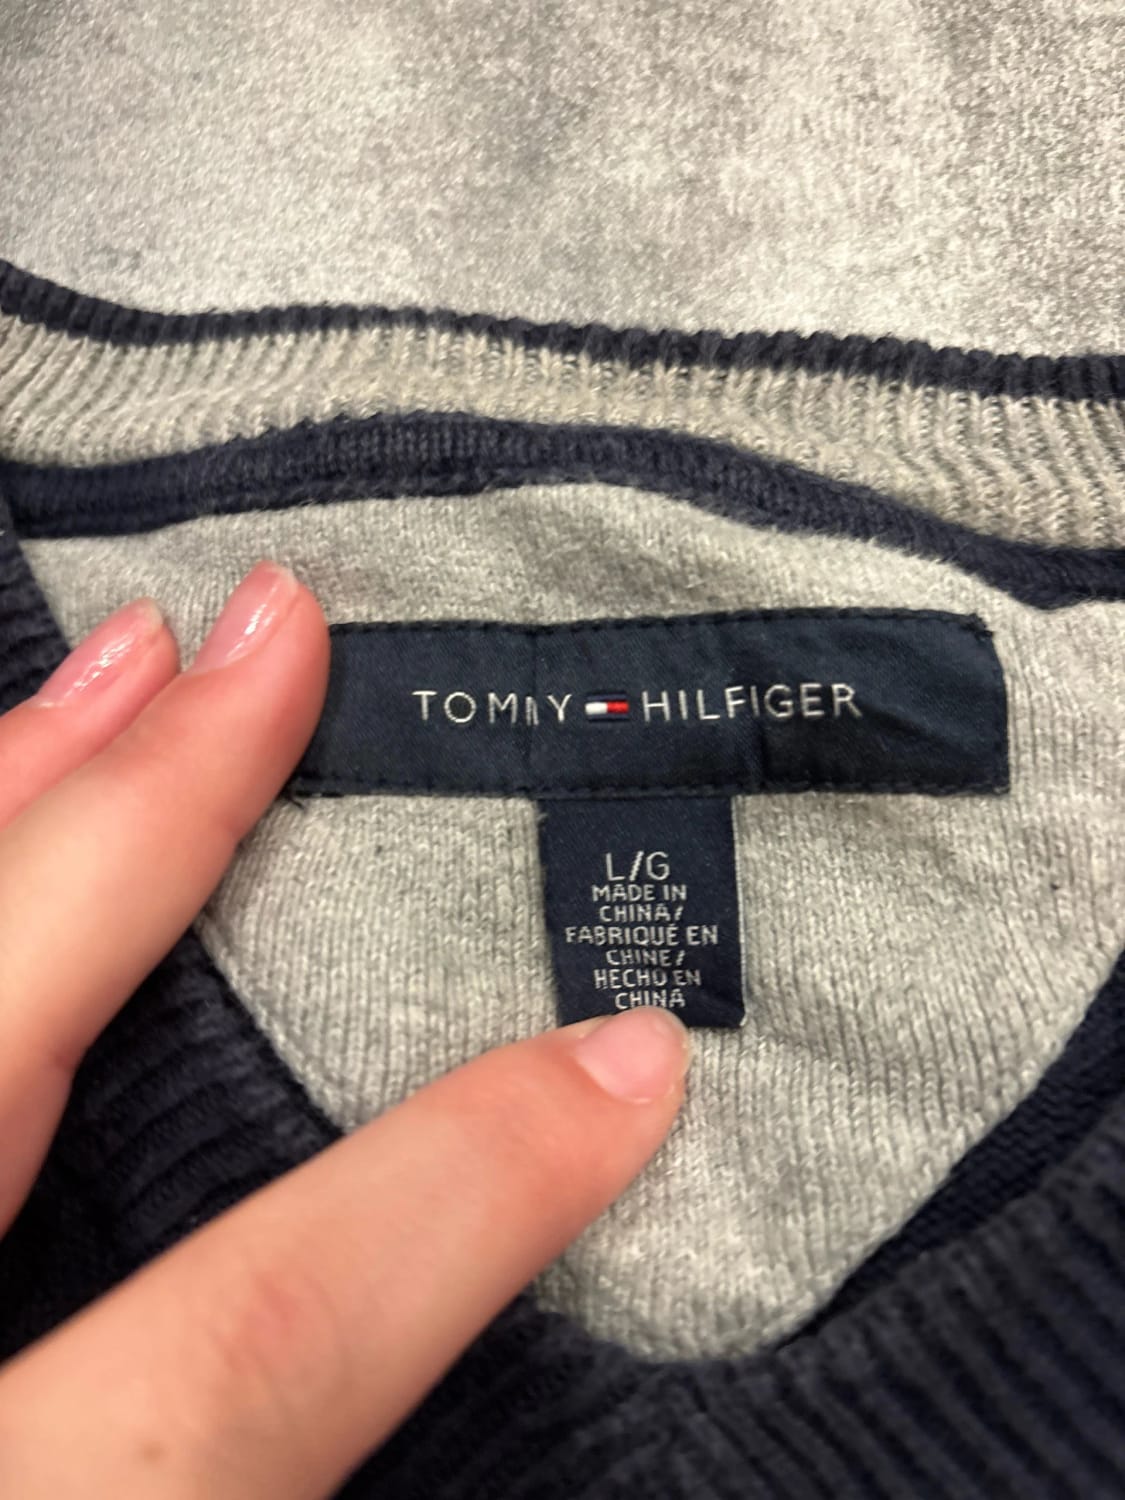 TOMMY HILFIGER
L/G
MADE IN
CHINA/
FABRIQUÉ EN
CHINE/
HECHO EN
CHINA